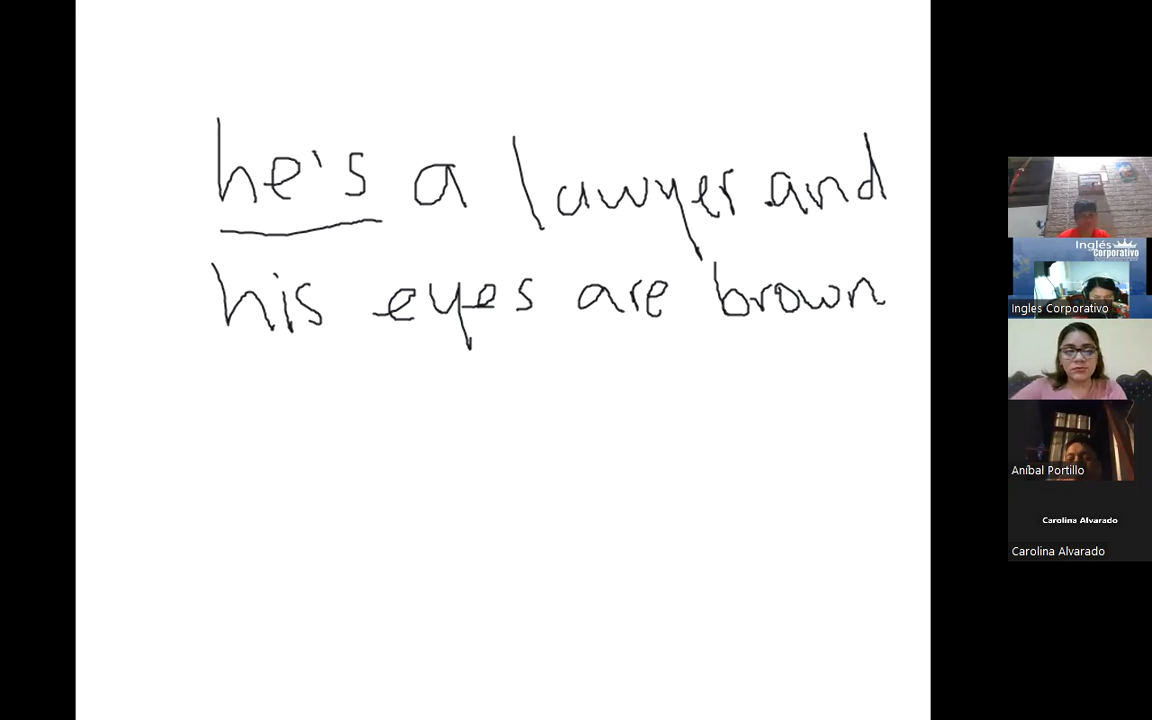 he's a lawyer and
his eyes are brown
Inglés
Corporativo
Ingles Corporativo
Aníbal Portillo
Carolina Alvarado
Carolina Alvarado